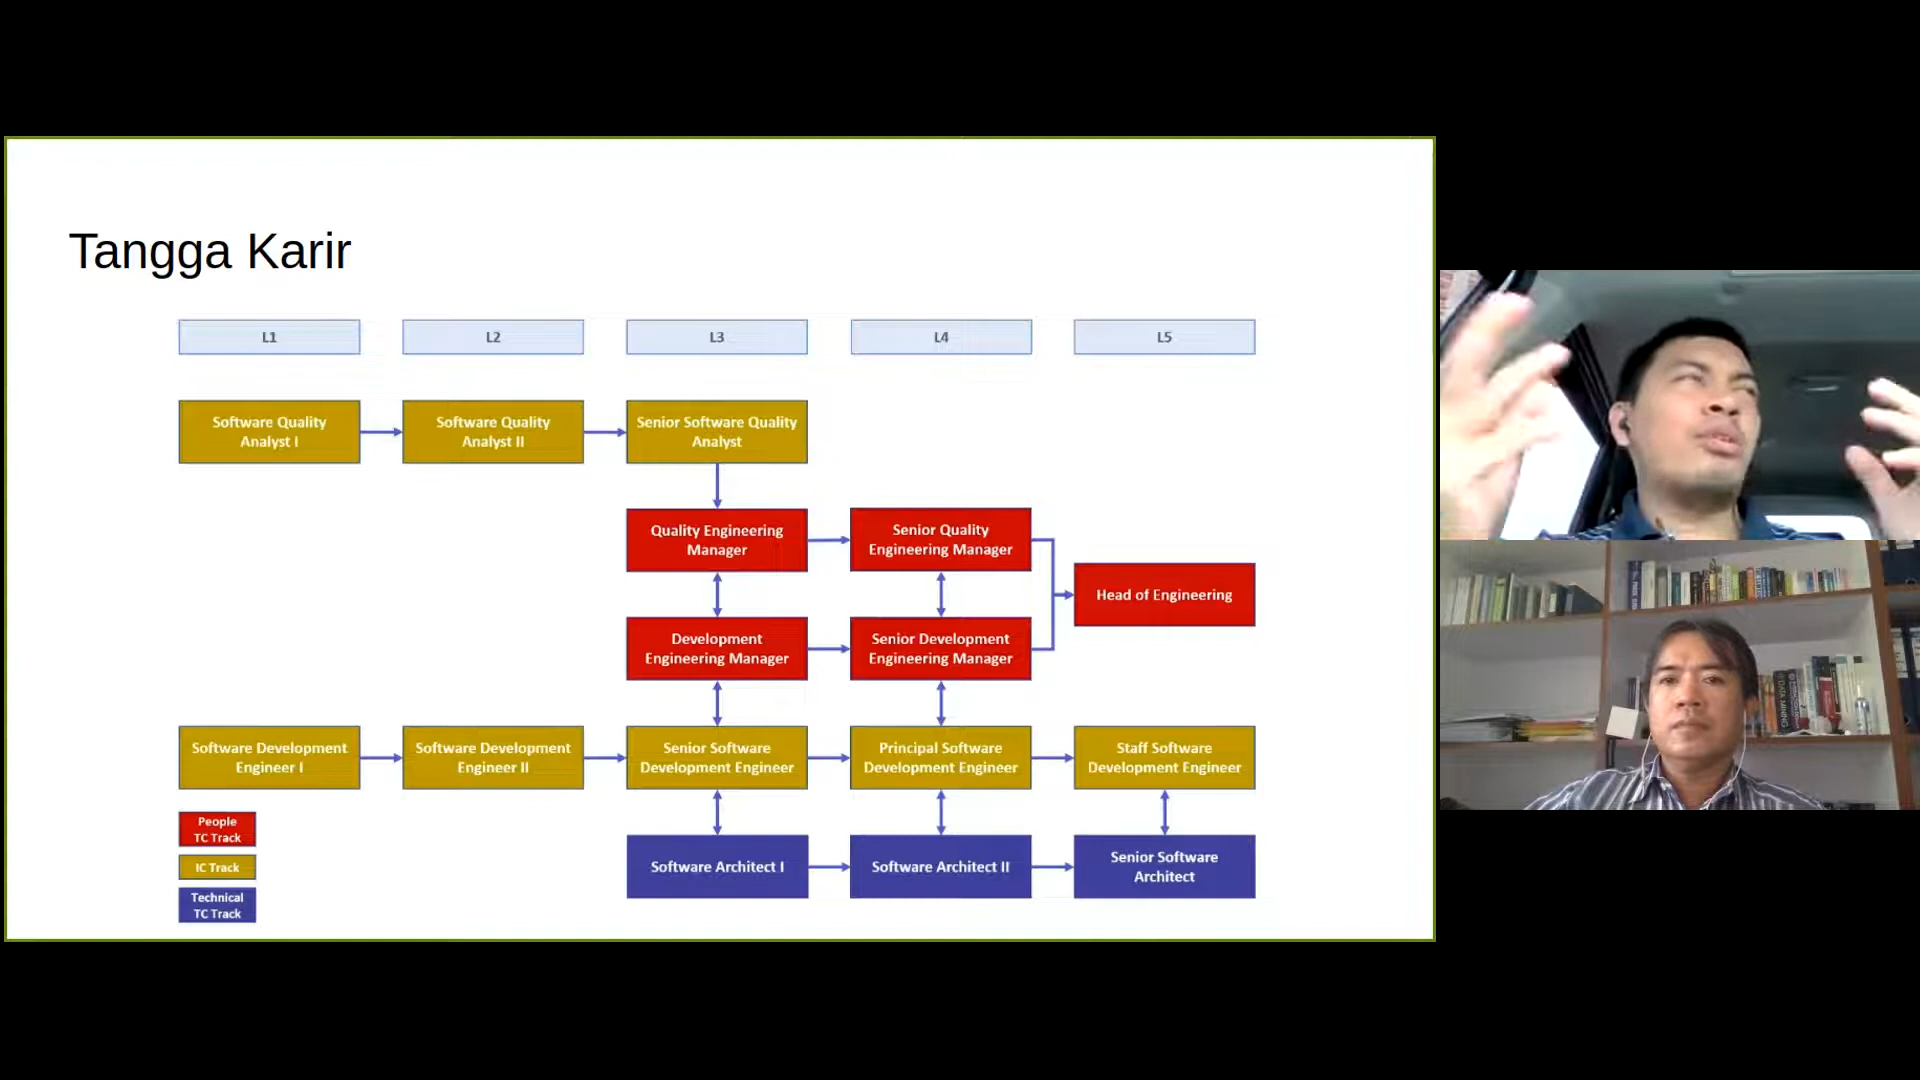 Tangga Karir
L1
L2
L3
L4
L5
Software Quality
Analyst I
Software Quality
Analyst II
Senior Software Quality
Analyst
Quality Engineering
Manager
Senior Quality
Engineering Manager
Head of Engineering
Development
Engineering Manager
Senior Development
Engineering Manager
Software Development
Engineer I
Software Development
Engineer II
Senior Software
Development Engineer
Principal Software
Development Engineer
Staff Software
Development Engineer
People
TC Track
IC Track
Technical
TC Track
Software Architect I
Software Architect II
Senior Software
Architect
DATA MINING